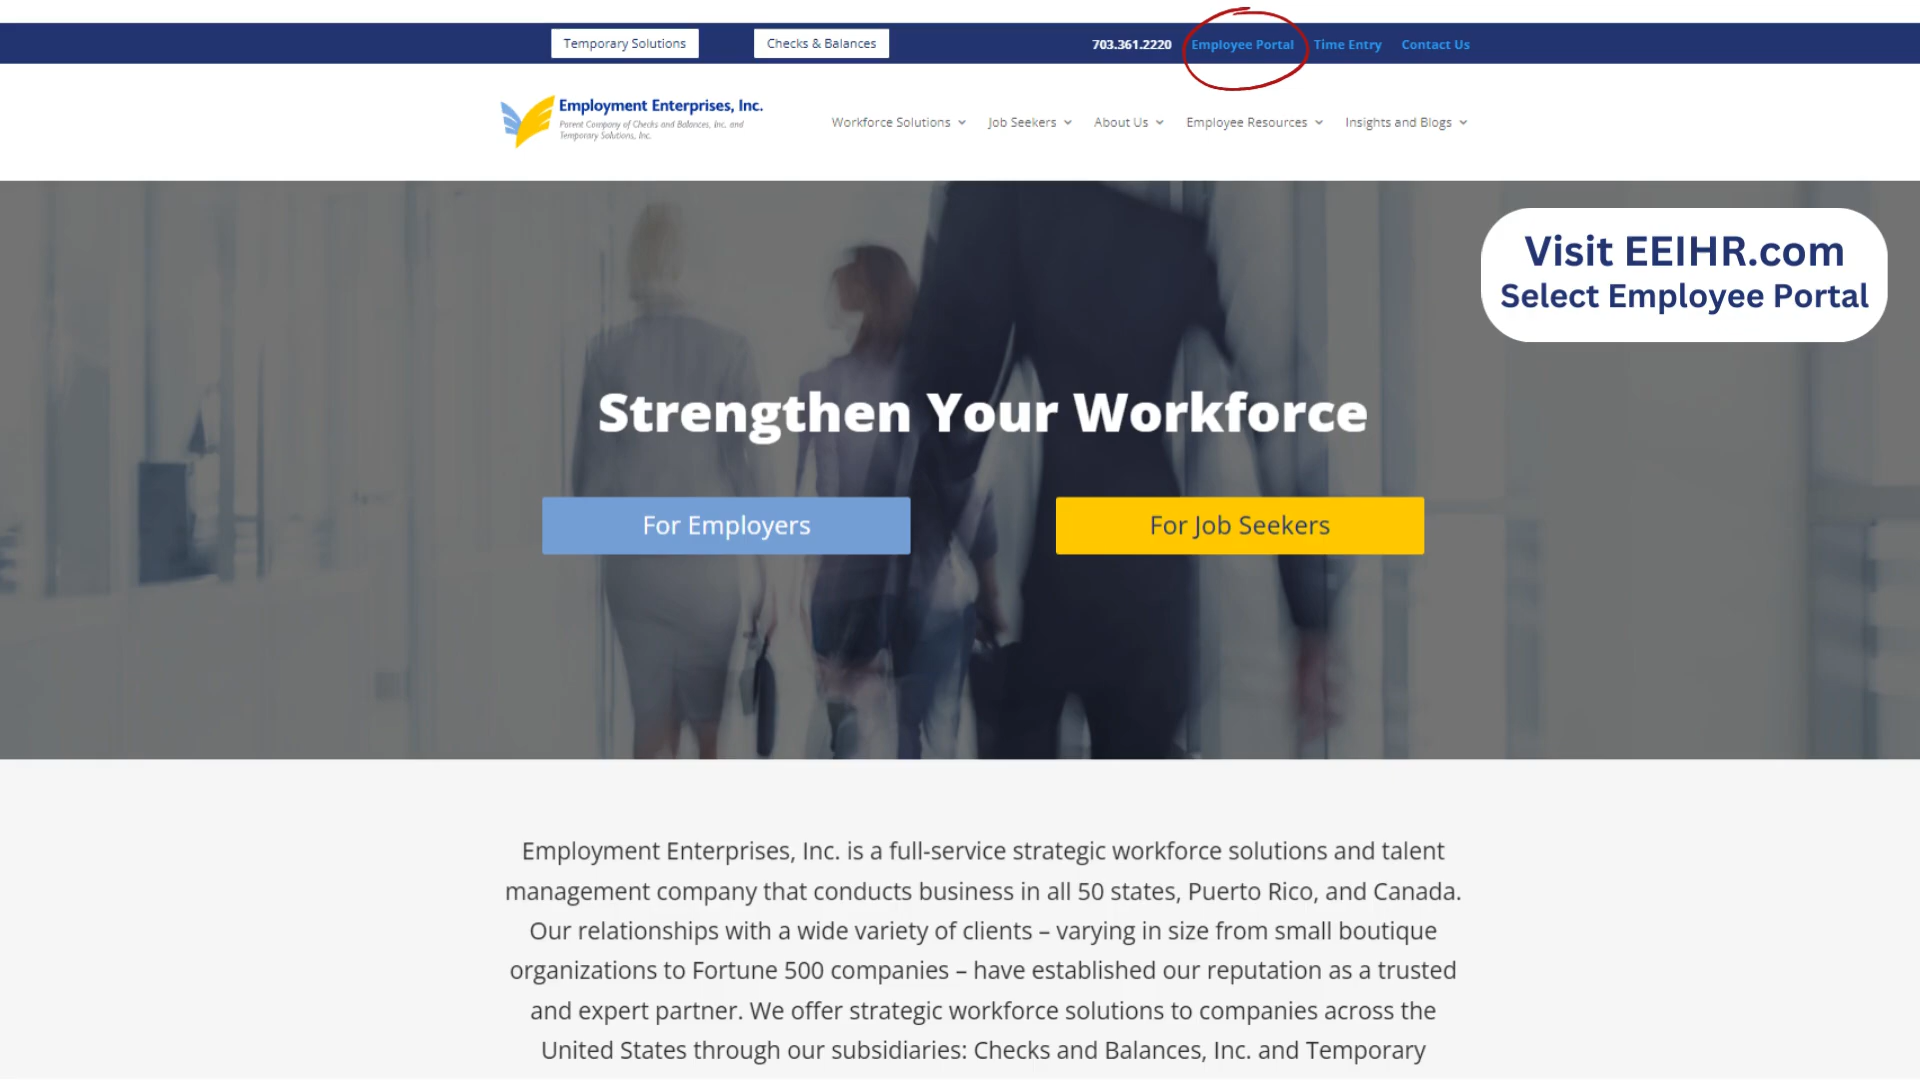 Temporary Solutions
Checks & Balances
703.361.2220
Employee Portal
Time Entry
Contact Us
Employment Enterprises, Inc.
Parent Company of Checks and Balances, Inc. and
Temporary Solutions, Inc.
Workforce Solutions
Job Seekers
About Us
Employee Resources
Insights and Blogs
Visit EEIHR.com
Select Employee Portal
Strengthen Your Workforce
For Employers
For Job Seekers
Employment Enterprises, Inc. is a full-service strategic workforce solutions and talent
management company that conducts business in all 50 states, Puerto Rico, and Canada.
Our relationships with a wide variety of clients – varying in size from small boutique
organizations to Fortune 500 companies – have established our reputation as a trusted
and expert partner. We offer strategic workforce solutions to companies across the
United States through our subsidiaries: Checks and Balances, Inc. and Temporary